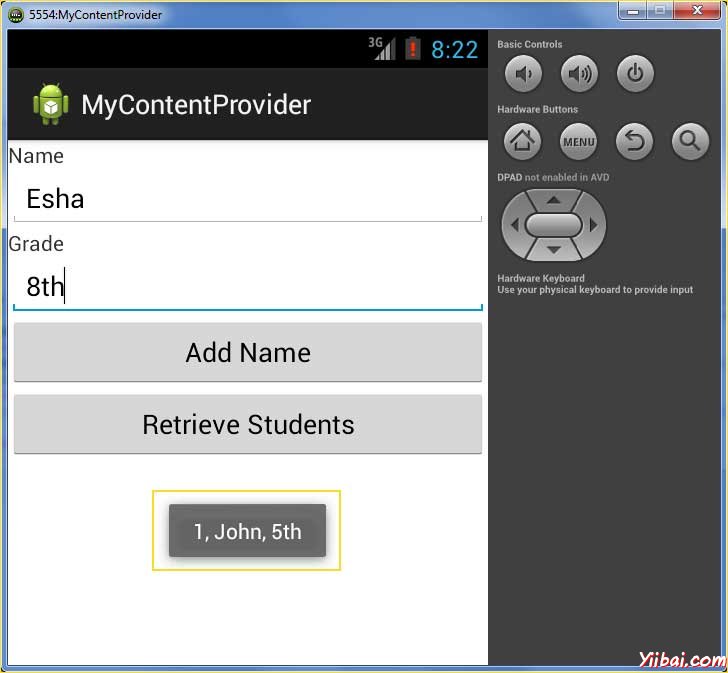 5554:MyContentProvider
3G 8:22
MyContentProvider
Name
Esha
Grade
8th
Add Name
Retrieve Students
1, John, 5th
Basic Controls
Hardware Buttons
MENU
DPAD not enabled in AVD
Hardware Keyboard
Use your physical keyboard to provide input
Yiibai.com